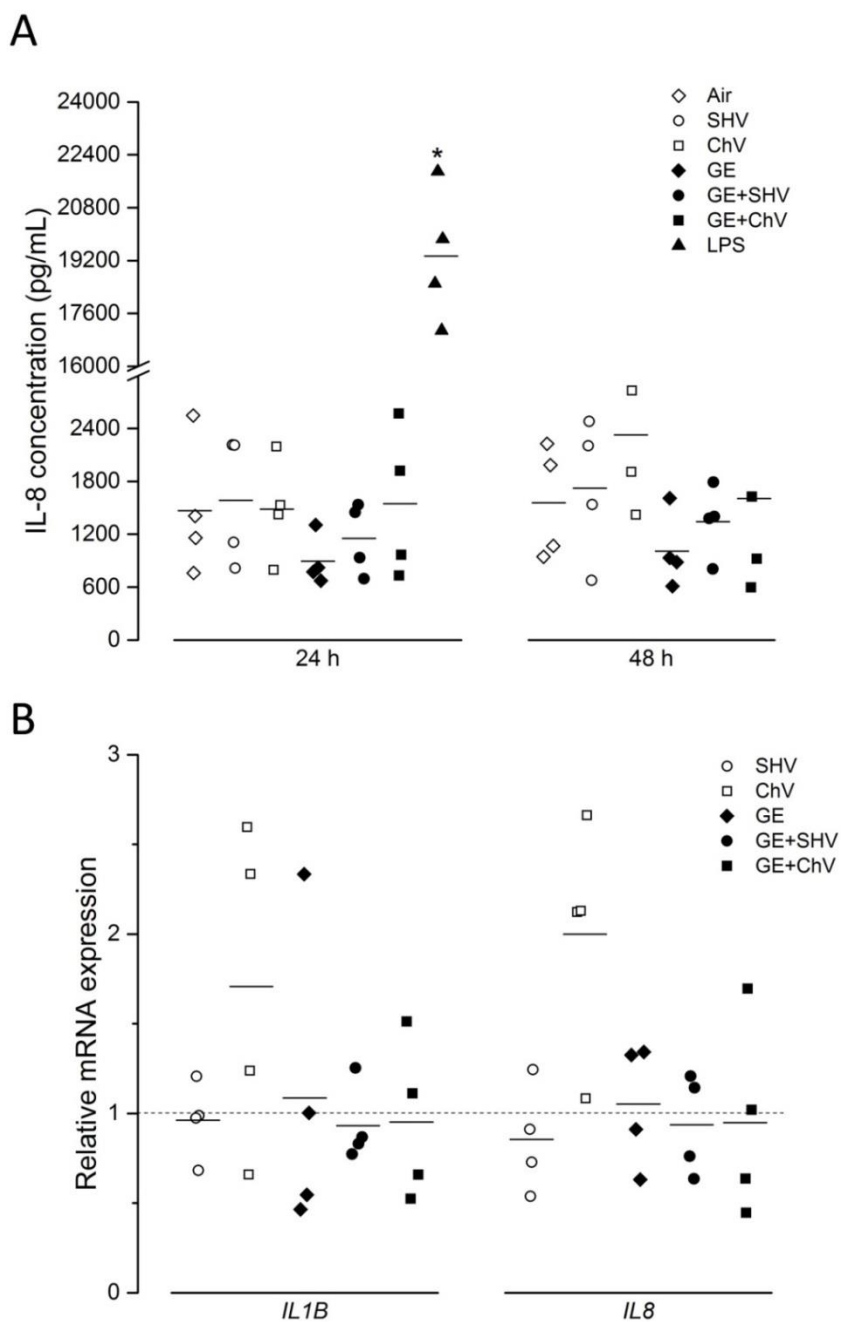 A
24000
22400
20800
19200
17600
16000
2400
1800
1200
600
0
IL-8 concentration (pg/mL)
*
Air
SHV
ChV
GE
GE+SHV
GE+ChV
LPS
24 h
48 h
B
3
2
1
0
Relative mRNA expression
SHV
ChV
GE
GE+SHV
GE+ChV
IL1B
IL8